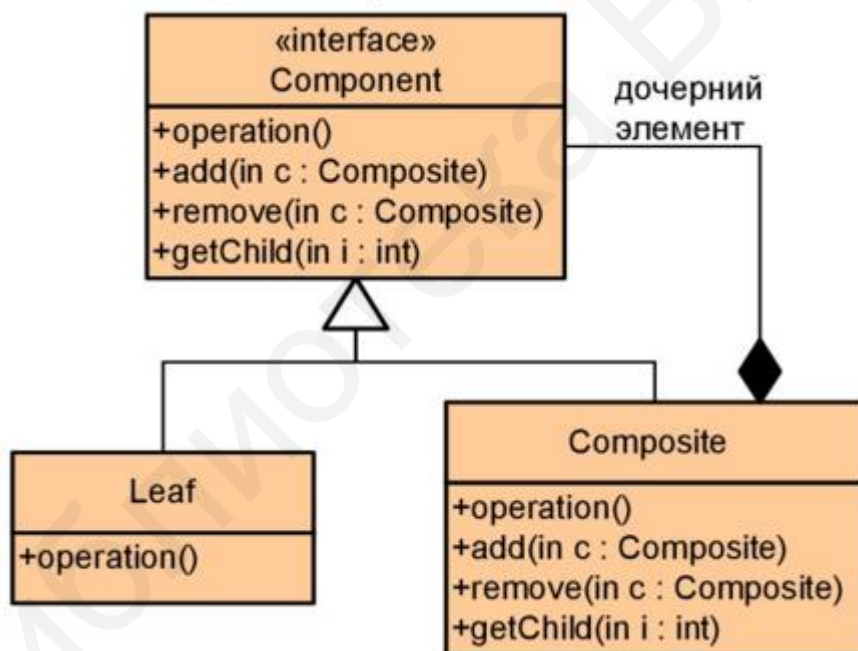 «interface»
Component
+operation()
+add(in c : Composite)
+remove(in c : Composite)
+getChild(in i : int)
дочерний
элемент
Leaf
+operation()
Composite
+operation()
+add(in c : Composite)
+remove(in c : Composite)
+getChild(in i : int)